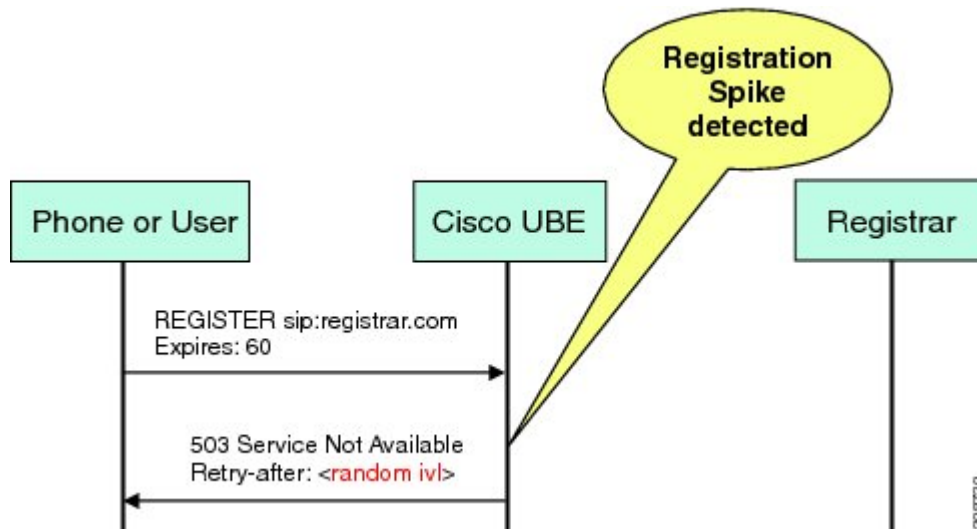 Registration
Spike
detected
Phone or User
Cisco UBE
Registrar
REGISTER sip:registrar.com
Expires: 60
503 Service Not Available
Retry-after: <random ivl>